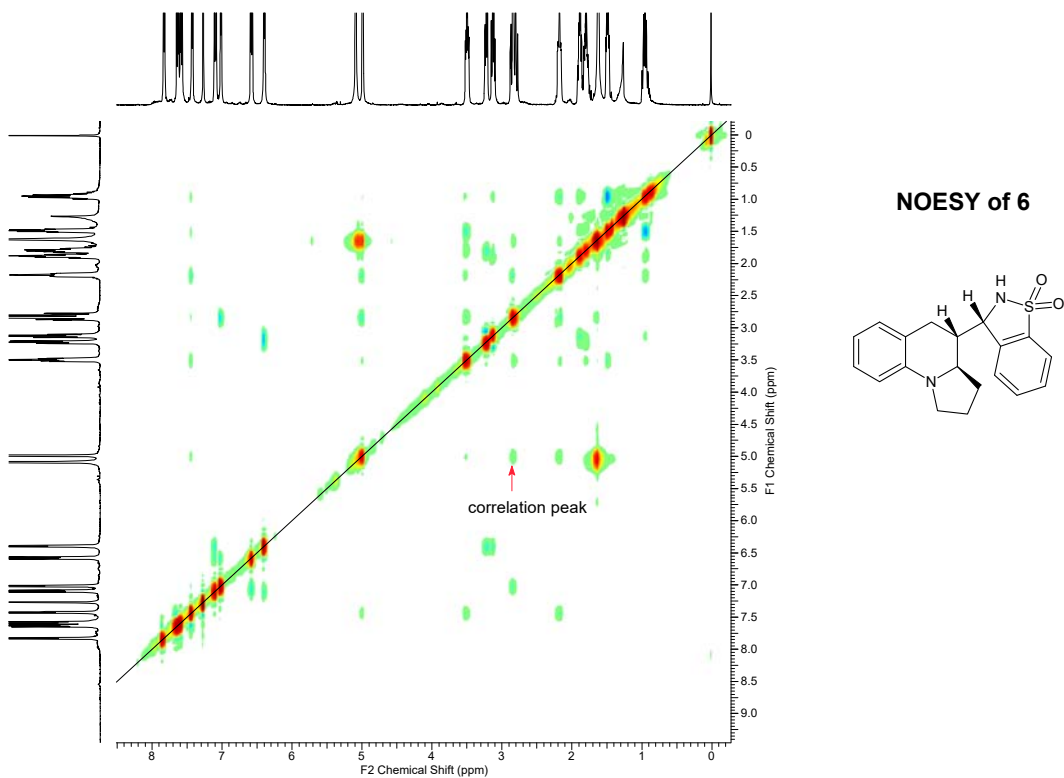 0
0.5
1.0
1.5
2.0
2.5
3.0
3.5
4.0
4.5
5.0
5.5
6.0
6.5
7.0
7.5
8.0
8.5
9.0
F1 Chemical Shift (ppm)
correlation peak
8 7 6 5 4 3 2 1 0
F2 Chemical Shift (ppm)
NOESY of 6
H
H N O
S O
H
N